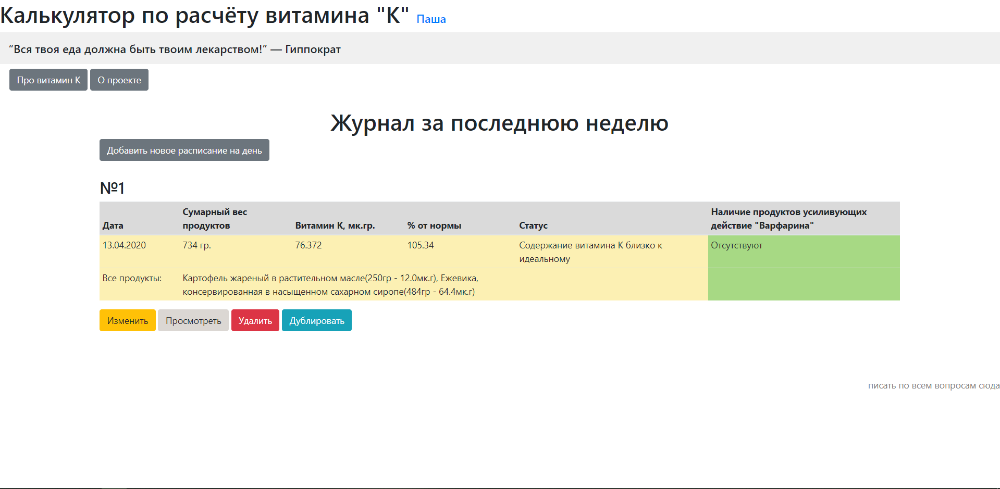 Калькулятор по расчёту витамина "К" Паша
“Вся твоя еда должна быть твоим лекарством!” — Гиппократ
Про витамин К О проекте
Журнал за последнюю неделю
Добавить новое расписание на день
№1
Дата Сумарный вес продуктов Витамин К, мк.гр. % от нормы Статус Наличие продуктов усиливующих действие "Варфарина"
13.04.2020 734 гр. 76.372 105.34 Содержание витамина К близко к идеальному Отсутствуют
Все продукты: Картофель жареный в растительном масле(250гр - 12.0мк.г), Ежевика,
консервированная в насыщенном сахарном сиропе(484гр - 64.4мк.г)
Изменить Просмотреть Удалить Дублировать
писать по всем вопросам сюда